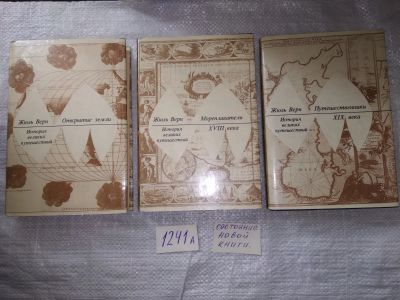 Жюль Верн Открытие земли
История
великих
путешествий
Жюль Верн Мореплаватели
XVIII века
История
великих
путешествий
Жюль Верн Путешественники
XIX века
История
великих
путешествий
1241 А
состояние
новой
книги.